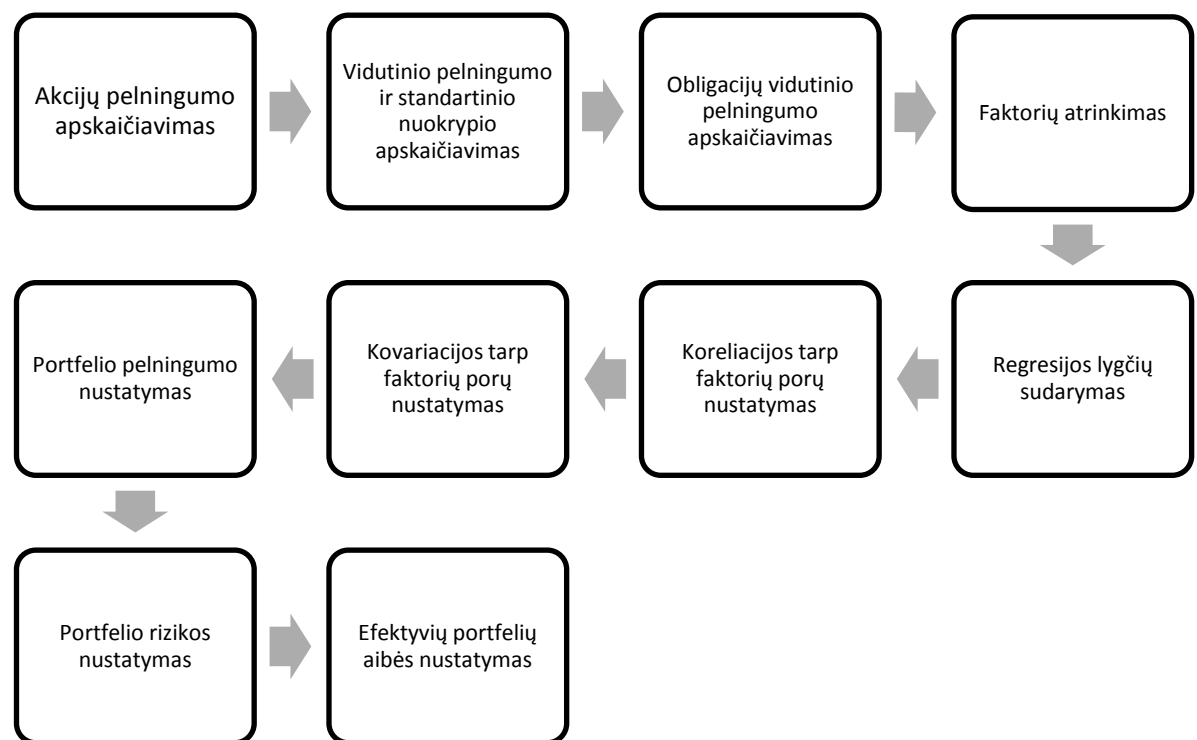 Akcijų pelningumo
apskaičiavimas
Vidutinio pelningumo
ir standartinio
nuokrypio
apskaičiavimas
Obligacijų vidutinio
pelningumo
apskaičiavimas
Faktorių atrinkimas
Regresijos lygčių
sudarymas
Koreliacijos tarp
faktorių porų
nustatymas
Kovariacijos tarp
faktorių porų
nustatymas
Portfelio pelningumo
nustatymas
Portfelio rizikos
nustatymas
Efektyvių portfelių
aibės nustatymas